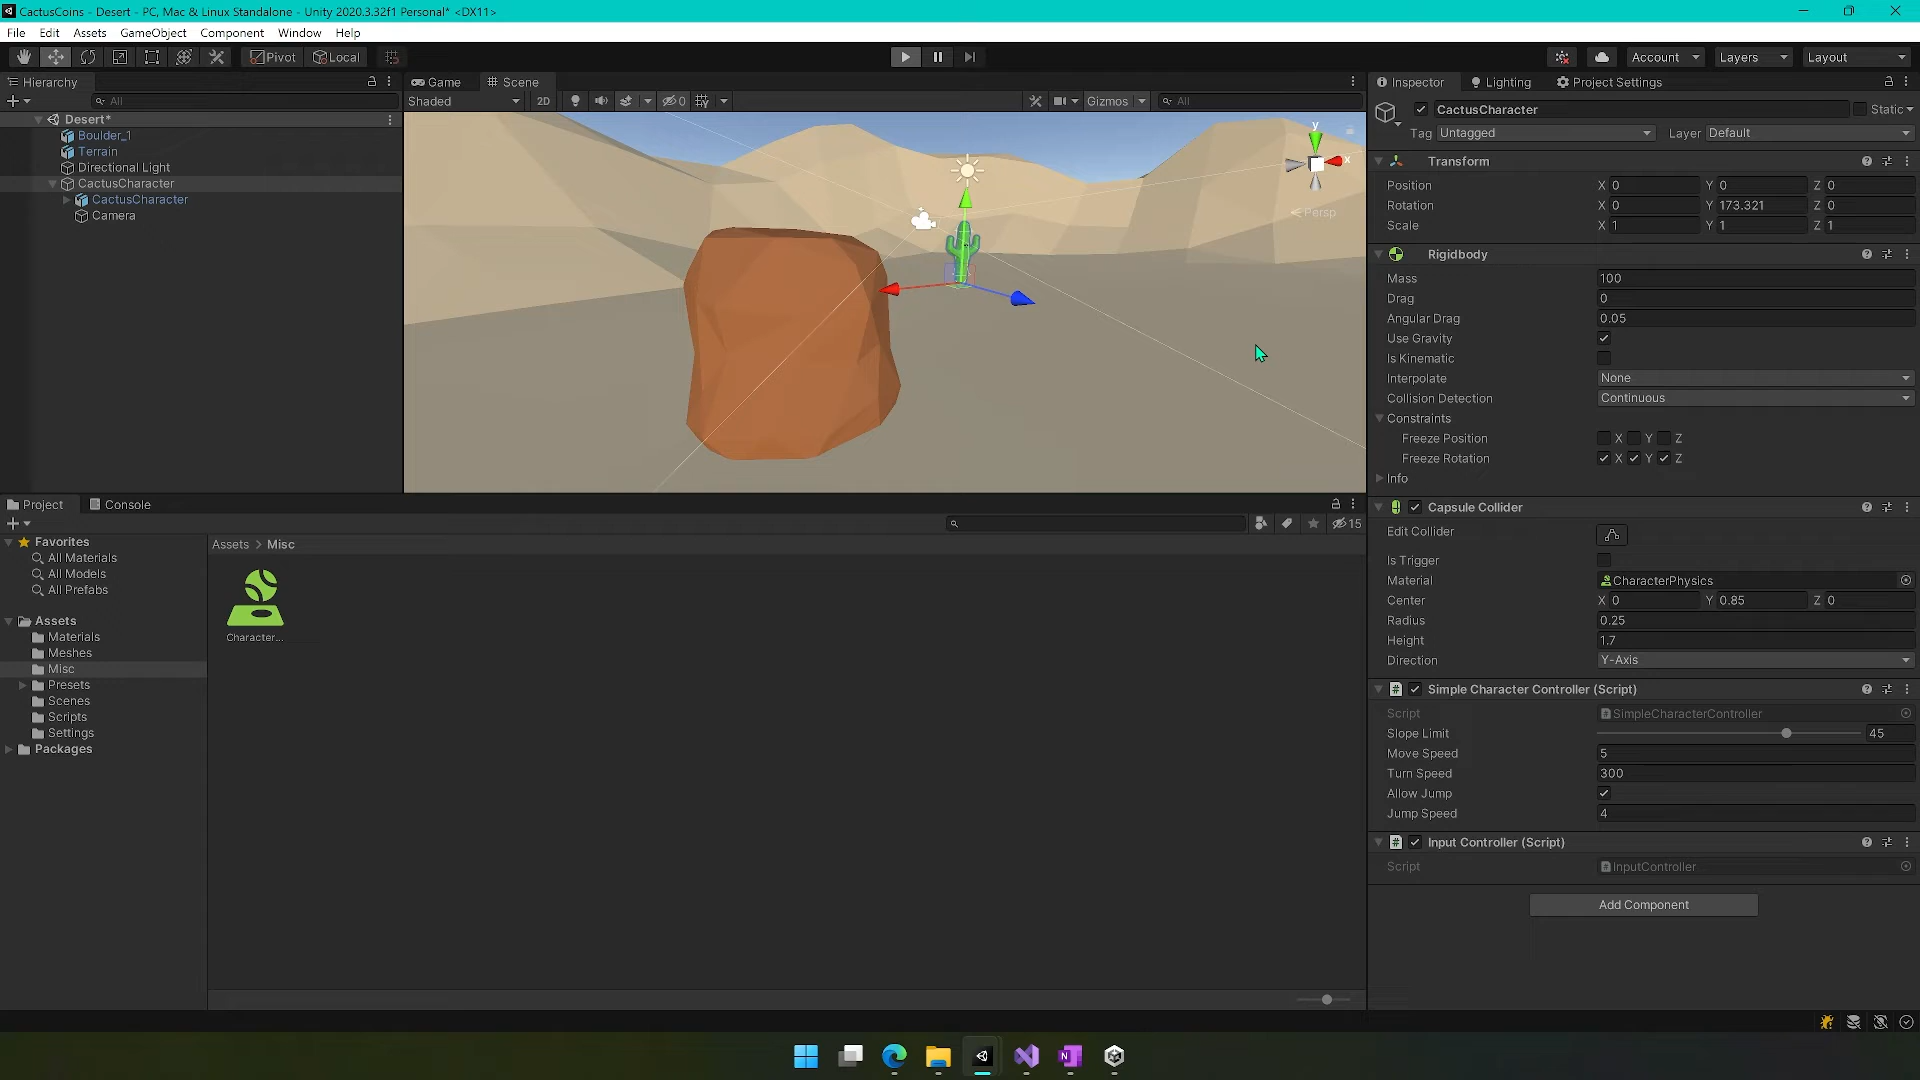 CactusCoins - Desert - PC, Mac & Linux Standalone - Unity 2020.3.32f1 Personal* <DX11>
File Edit Assets GameObject Component Window Help
Pivot Local Account Layers Layout
Hierarchy
All
Desert*
Boulder_1
Terrain
Directional Light
CactusCharacter
CactusCharacter
Camera
Game Scene
Shaded 2D 0 Gizmos All
y
x
Persp
Project Console
15
Favorites
All Materials
All Models
All Prefabs
Assets
Materials
Meshes
Misc
Presets
Scenes
Scripts
Settings
Packages
Assets > Misc
Character...
Inspector Lighting Project Settings
CactusCharacter Static
Tag Untagged Layer Default
Transform
Position X 0 Y 0 Z 0
Rotation X 0 Y 173.321 Z 0
Scale X 1 Y 1 Z 1
Rigidbody
Mass 100
Drag 0
Angular Drag 0.05
Use Gravity
Is Kinematic
Interpolate None
Collision Detection Continuous
Constraints
Freeze Position X Y Z
Freeze Rotation X Y Z
Info
Capsule Collider
Edit Collider
Is Trigger
Material CharacterPhysics
Center X 0 Y 0.85 Z 0
Radius 0.25
Height 1.7
Direction Y-Axis
Simple Character Controller (Script)
Script SimpleCharacterController
Slope Limit 45
Move Speed 5
Turn Speed 300
Allow Jump
Jump Speed 4
Input Controller (Script)
Script InputController
Add Component